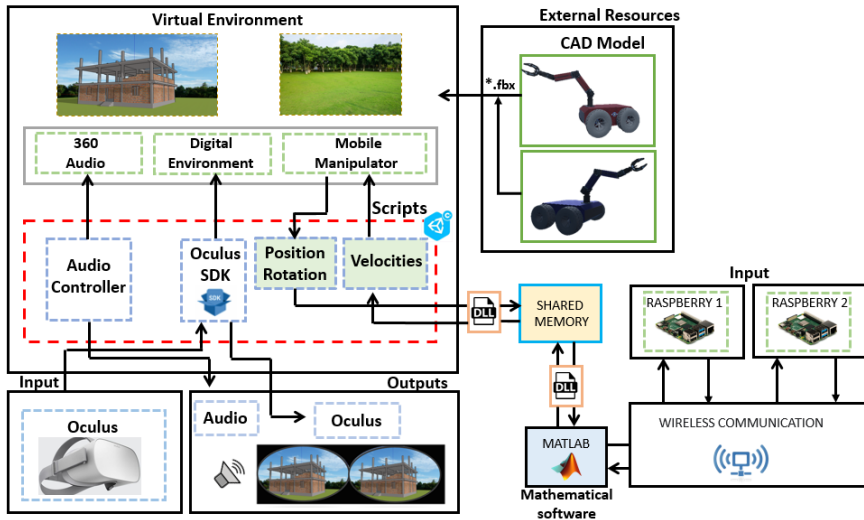 Virtual Environment
External Resources
CAD Model
*.fbx
360
Audio
Digital
Environment
Mobile
Manipulator
Scripts
Audio
Controller
Oculus
SDK
SDK
Position
Rotation
Velocities
DLL
SHARED
MEMORY
Input
RASPBERRY 1
RASPBERRY 2
DLL
Input
Outputs
Oculus
Audio
Oculus
MATLAB
Mathematical
software
WIRELESS COMMUNICATION